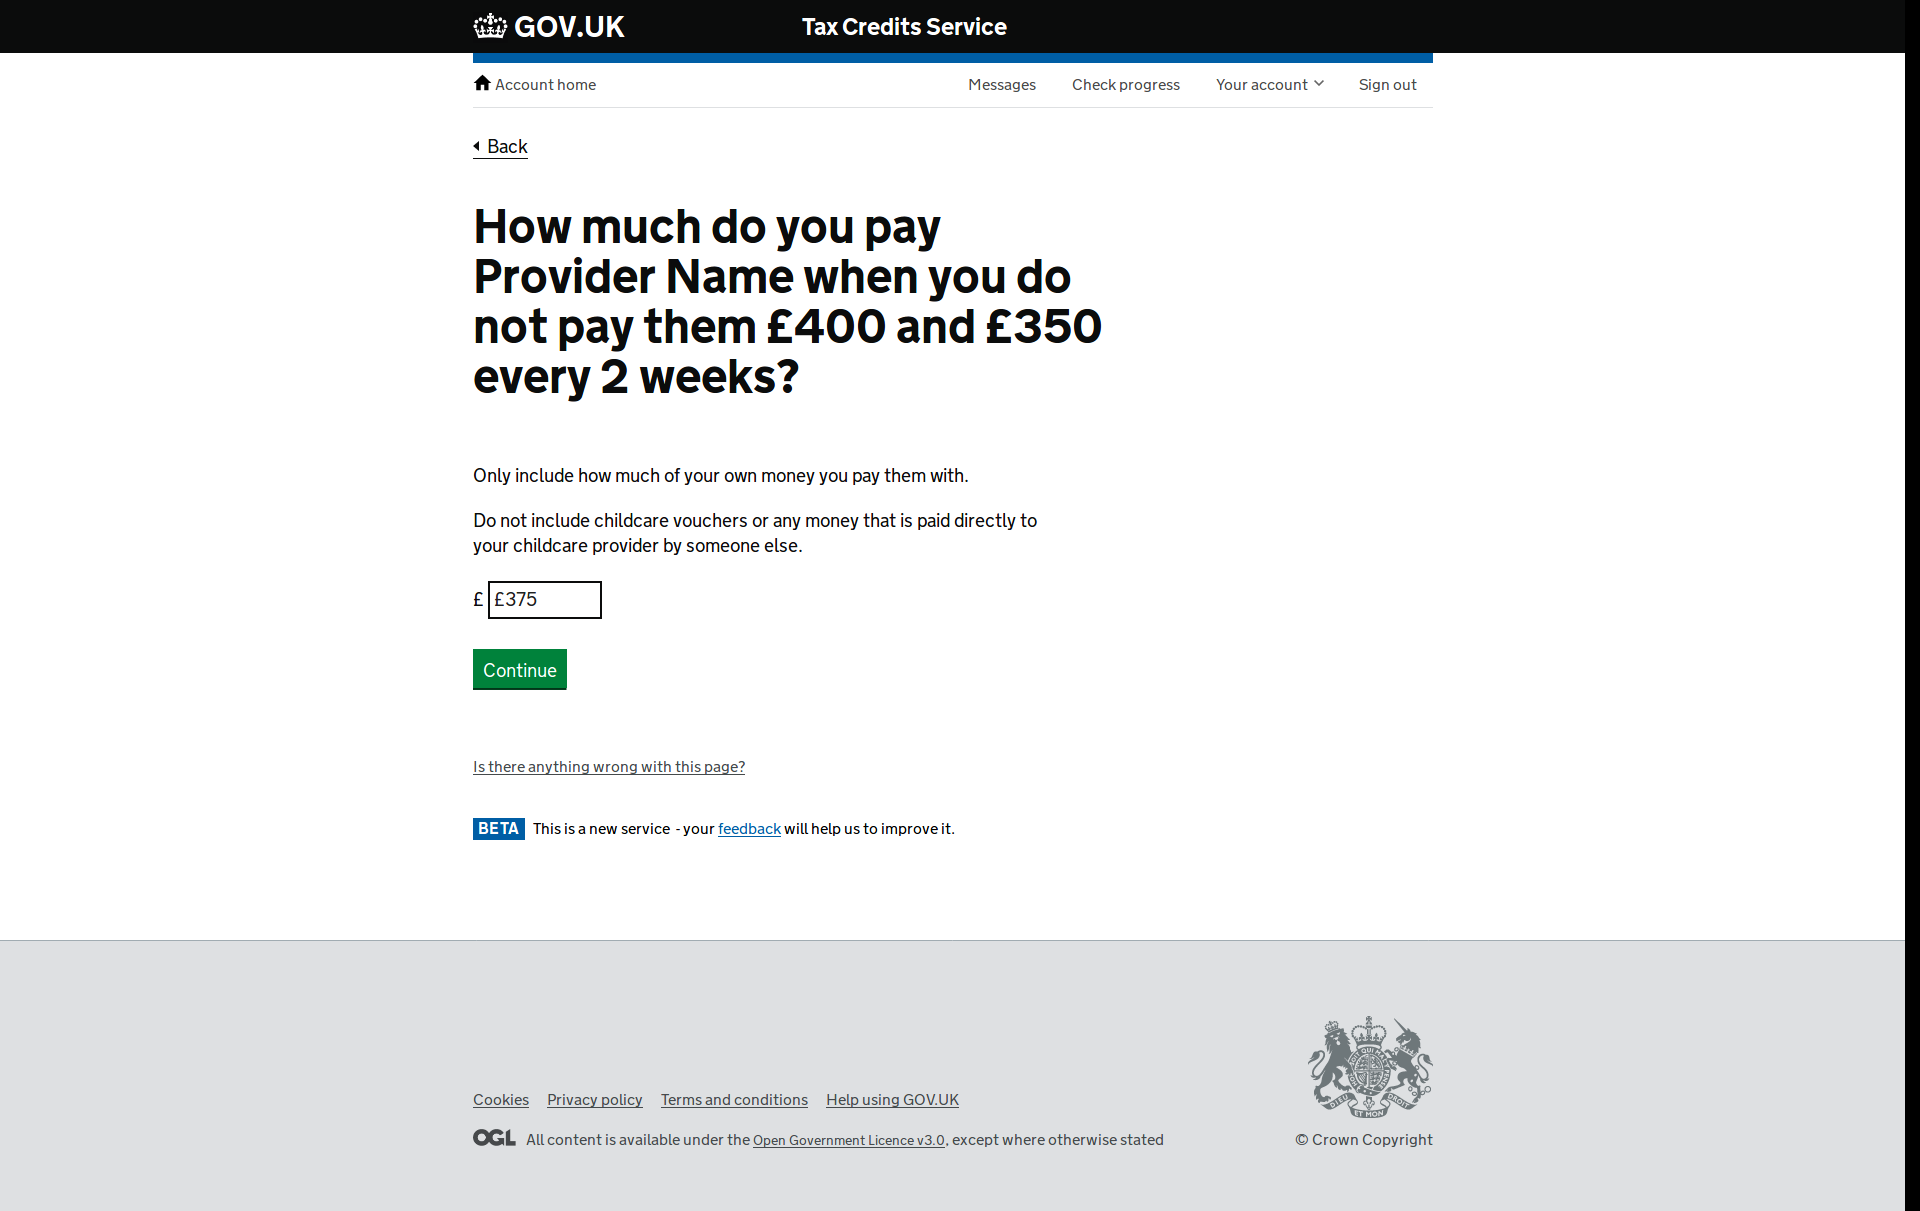 GOV.UK
Tax Credits Service
Account home
Messages
Check progress
Your account
Sign out
Back
How much do you pay
Provider Name when you do
not pay them £400 and £350
every 2 weeks?
Only include how much of your own money you pay them with.
Do not include childcare vouchers or any money that is paid directly to
your childcare provider by someone else.
£ £375
Continue
Is there anything wrong with this page?
BETA This is a new service - your feedback will help us to improve it.
Cookies Privacy policy Terms and conditions Help using GOV.UK
OGL All content is available under the Open Government Licence v3.0, except where otherwise stated
© Crown Copyright